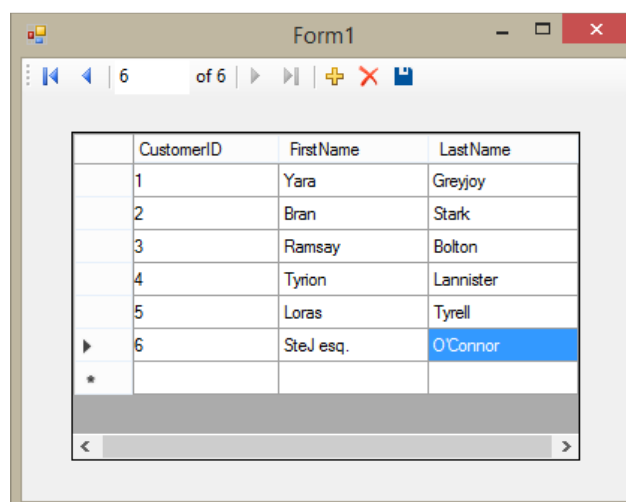 Form1
6 of 6
CustomerID FirstName LastName
1 Yara Greyjoy
2 Bran Stark
3 Ramsay Bolton
4 Tyrion Lannister
5 Loras Tyrell
6 SteJ esq. O'Connor